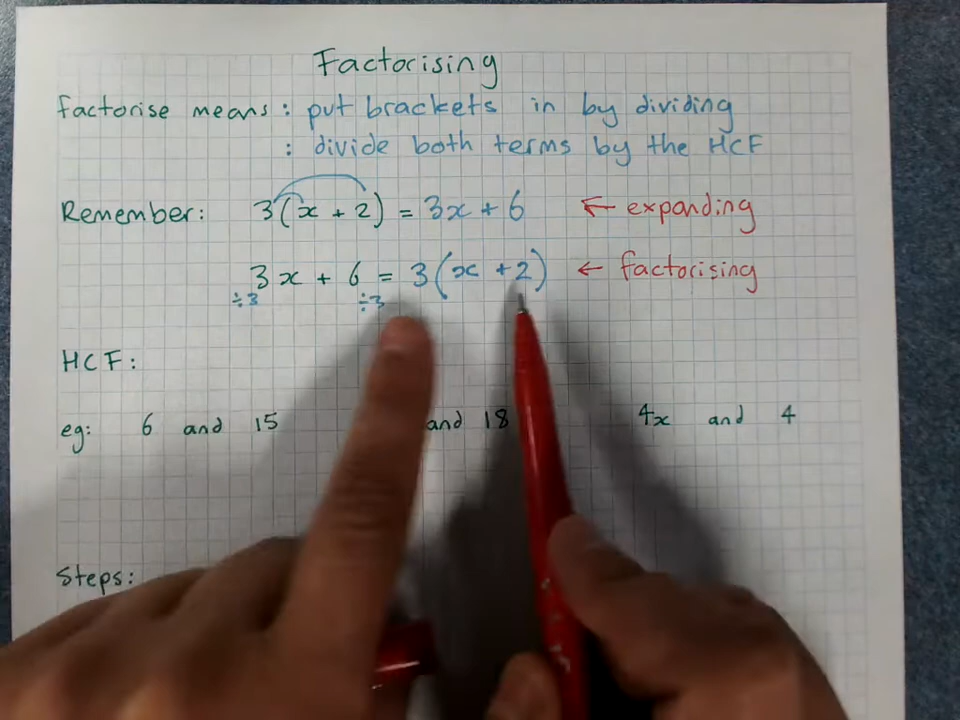 Factorising
factorise means: put brackets in by dividing
: divide both terms by the HCF
Remember: 3(x + 2) = 3x + 6 ← expanding
3x + 6 = 3(x + 2) ← factorising
÷3 ÷3
HCF:
eg: 6 and 15 and 18 4x and 4
Steps: